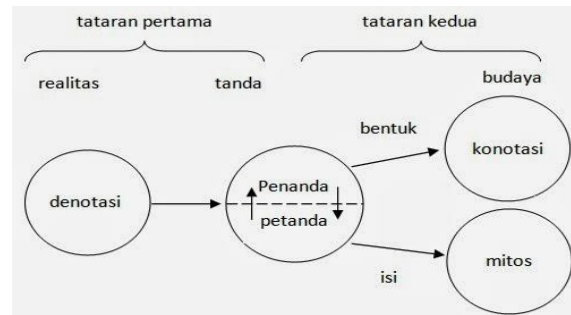 tataran pertama
tataran kedua
realitas
tanda
budaya
bentuk
konotasi
denotasi
Penanda
petanda
mitos
isi